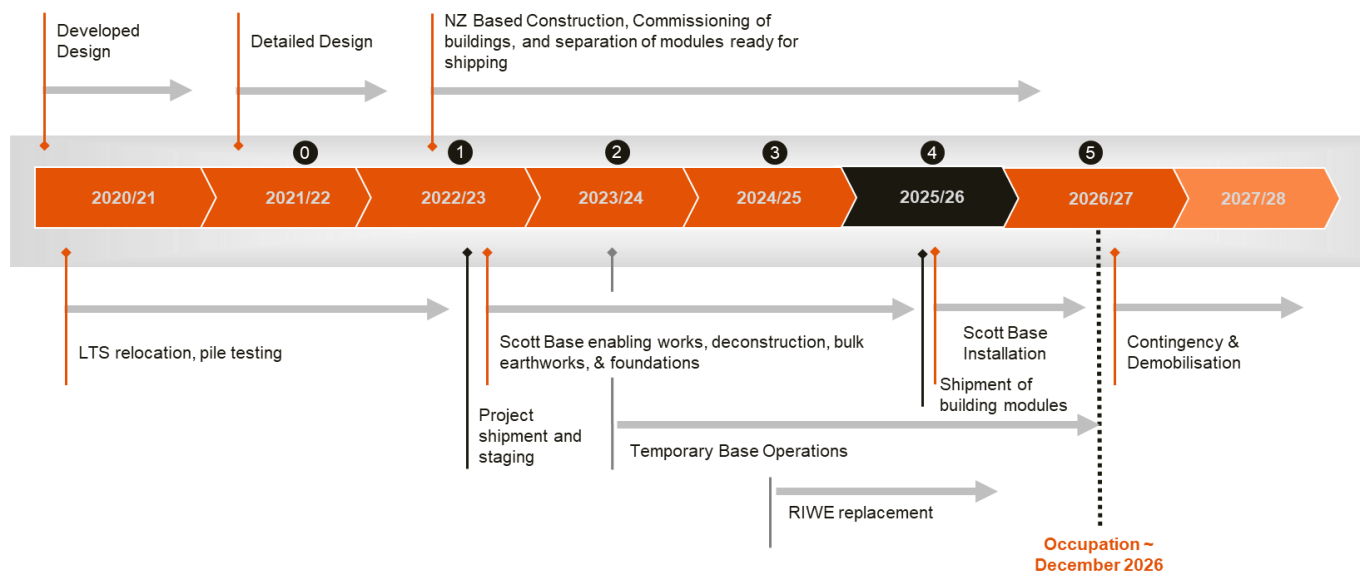 Developed
Design
Detailed Design
NZ Based Construction, Commissioning of
buildings, and separation of modules ready for
shipping
0
1
2
3
4
5
2020/21
2021/22
2022/23
2023/24
2024/25
2025/26
2026/27
2027/28
LTS relocation, pile testing
Scott Base enabling works, deconstruction, bulk
earthworks, & foundations
Scott Base
Installation
Contingency &
Demobilisation
Shipment of
building modules
Project
shipment and
staging
Temporary Base Operations
RIWE replacement
Occupation ~
December 2026